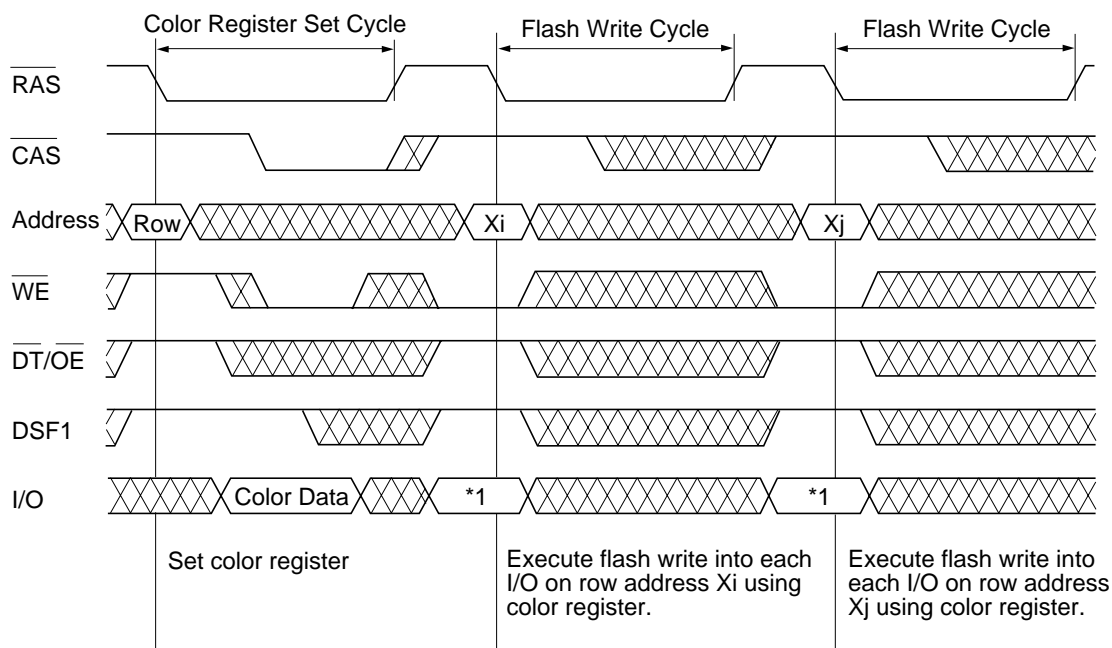 Color Register Set Cycle
Flash Write Cycle
Flash Write Cycle
RAS
CAS
Address
Row
Xi
Xj
WE
DT/OE
DSF1
I/O
Color Data
*1
*1
Set color register
Execute flash write into each
I/O on row address Xi using
color register.
Execute flash write into
each I/O on row address
Xj using color register.